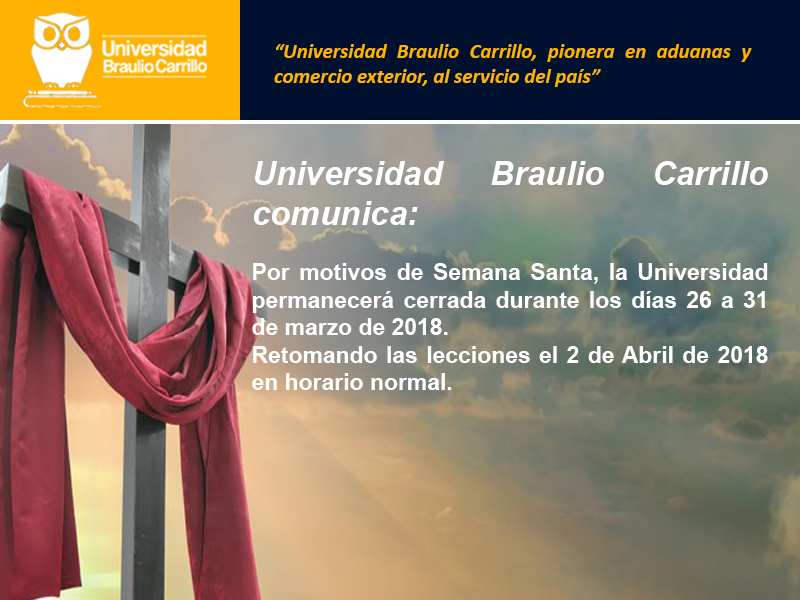 Universidad
Braulio Carrillo
“Universidad Braulio Carrillo, pionera en aduanas y
comercio exterior, al servicio del país”
Universidad Braulio Carrillo
comunica:
Por motivos de Semana Santa, la Universidad
permanecerá cerrada durante los días 26 a 31
de marzo de 2018.
Retomando las lecciones el 2 de Abril de 2018
en horario normal.